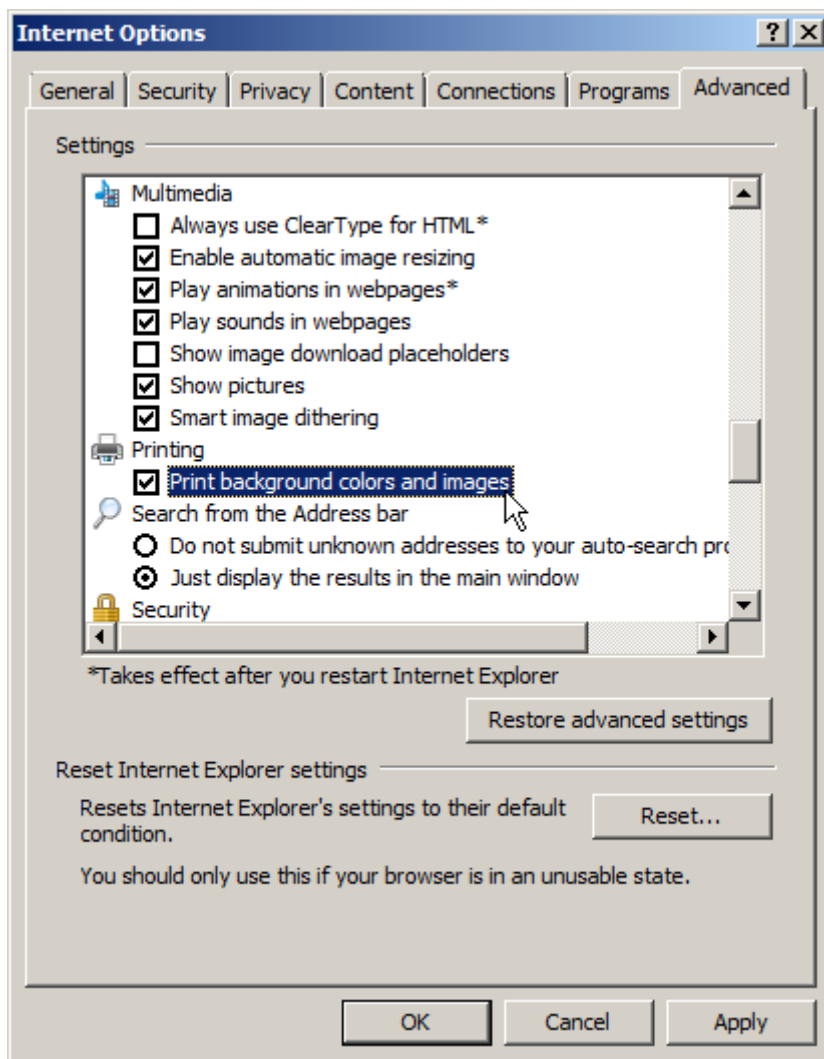 Internet Options
General Security Privacy Content Connections Programs Advanced
Settings
Multimedia
Always use ClearType for HTML*
Enable automatic image resizing
Play animations in webpages*
Play sounds in webpages
Show image download placeholders
Show pictures
Smart image dithering
Printing
Print background colors and images
Search from the Address bar
Do not submit unknown addresses to your auto-search pro
Just display the results in the main window
Security
*Takes effect after you restart Internet Explorer
Restore advanced settings
Reset Internet Explorer settings
Resets Internet Explorer's settings to their default
condition.
Reset...
You should only use this if your browser is in an unusable state.
OK Cancel Apply